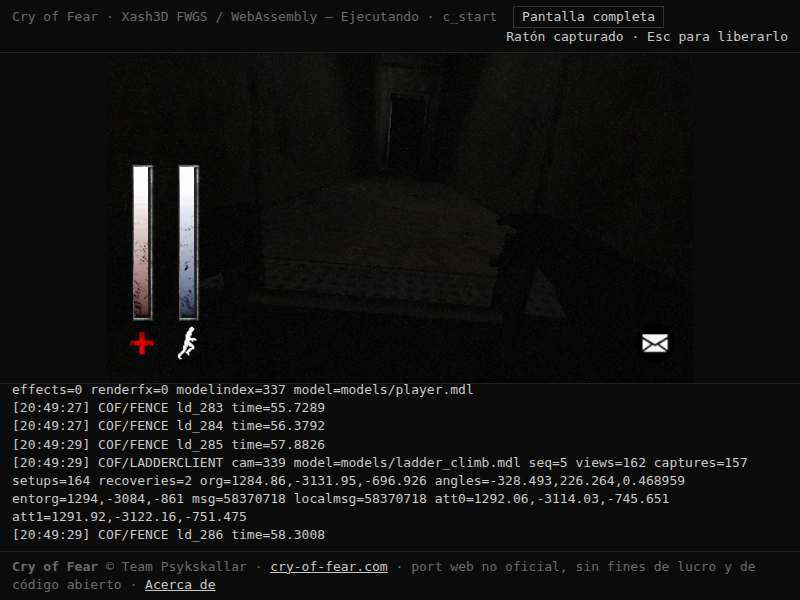 Cry of Fear · Xash3D FWGS / WebAssembly — Ejecutando · c_start
Pantalla completa
Ratón capturado · Esc para liberarlo
effects=0 renderfx=0 modelindex=337 model=models/player.mdl
[20:49:27] COF/FENCE ld_283 time=55.7289
[20:49:27] COF/FENCE ld_284 time=56.3792
[20:49:29] COF/FENCE ld_285 time=57.8826
[20:49:29] COF/LADDERCLIENT cam=339 model=models/ladder_climb.mdl seq=5 views=162 captures=157
setups=164 recoveries=2 org=1284.86,-3131.95,-696.926 angles=-328.493,226.264,0.468959
entorg=1294,-3084,-861 msg=58370718 localmsg=58370718 att0=1292.06,-3114.03,-745.651
att1=1291.92,-3122.16,-751.475
[20:49:29] COF/FENCE ld_286 time=58.3008
Cry of Fear © Team Psykskallar · cry-of-fear.com · port web no oficial, sin fines de lucro y de
código abierto · Acerca de